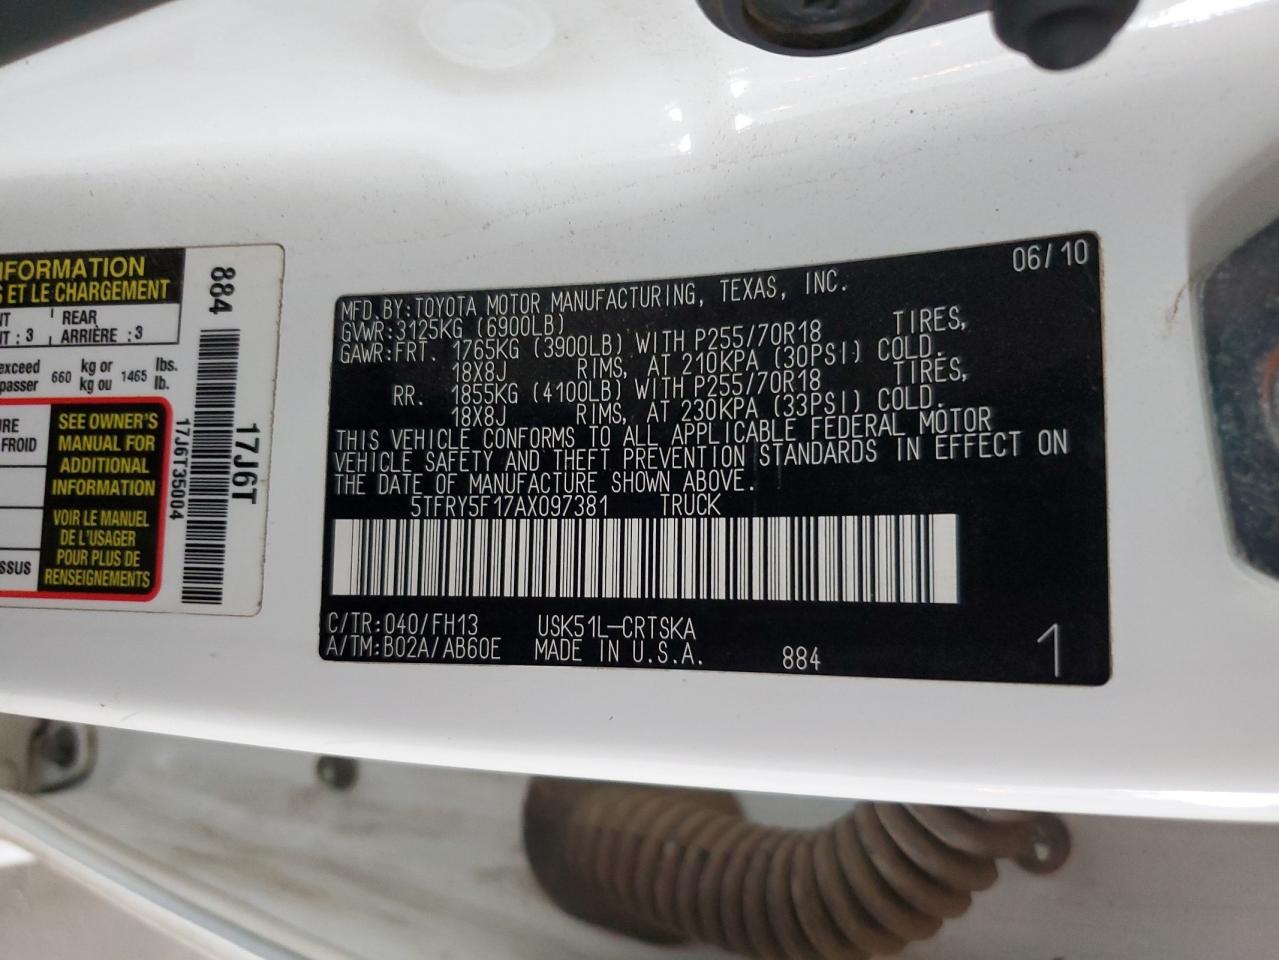 NFORMATION
S ET LE CHARGEMENT
NT : 3
REAR
ARRIÈRE : 3
exceed
passer
660
kg or
kg ou
1465
lbs.
lb.
FROID
SEE OWNER'S
MANUAL FOR
ADDITIONAL
INFORMATION
VOIR LE MANUEL
DE L'USAGER
POUR PLUS DE
RENSEIGNEMENTS
884
17J6T
17J6T35004
06/10
MFD.BY:TOYOTA MOTOR MANUFACTURING, TEXAS, INC.
GVWR:3125KG (6900LB)
GAWR:FRT. 1765KG (3900LB) WITH P255/70R18 TIRES,
18X8J RIMS, AT 210KPA (30PSI) COLD.
RR. 1855KG (4100LB) WITH P255/70R18 TIRES,
18X8J RIMS, AT 230KPA (33PSI) COLD.
THIS VEHICLE CONFORMS TO ALL APPLICABLE FEDERAL MOTOR
VEHICLE SAFETY AND THEFT PREVENTION STANDARDS IN EFFECT ON
THE DATE OF MANUFACTURE SHOWN ABOVE.
5TFRY5F17AX097381 TRUCK
C/TR:040/FH13 USK51L-CRTSKA
A/TM:B02A/AB60E MADE IN U.S.A. 884 1